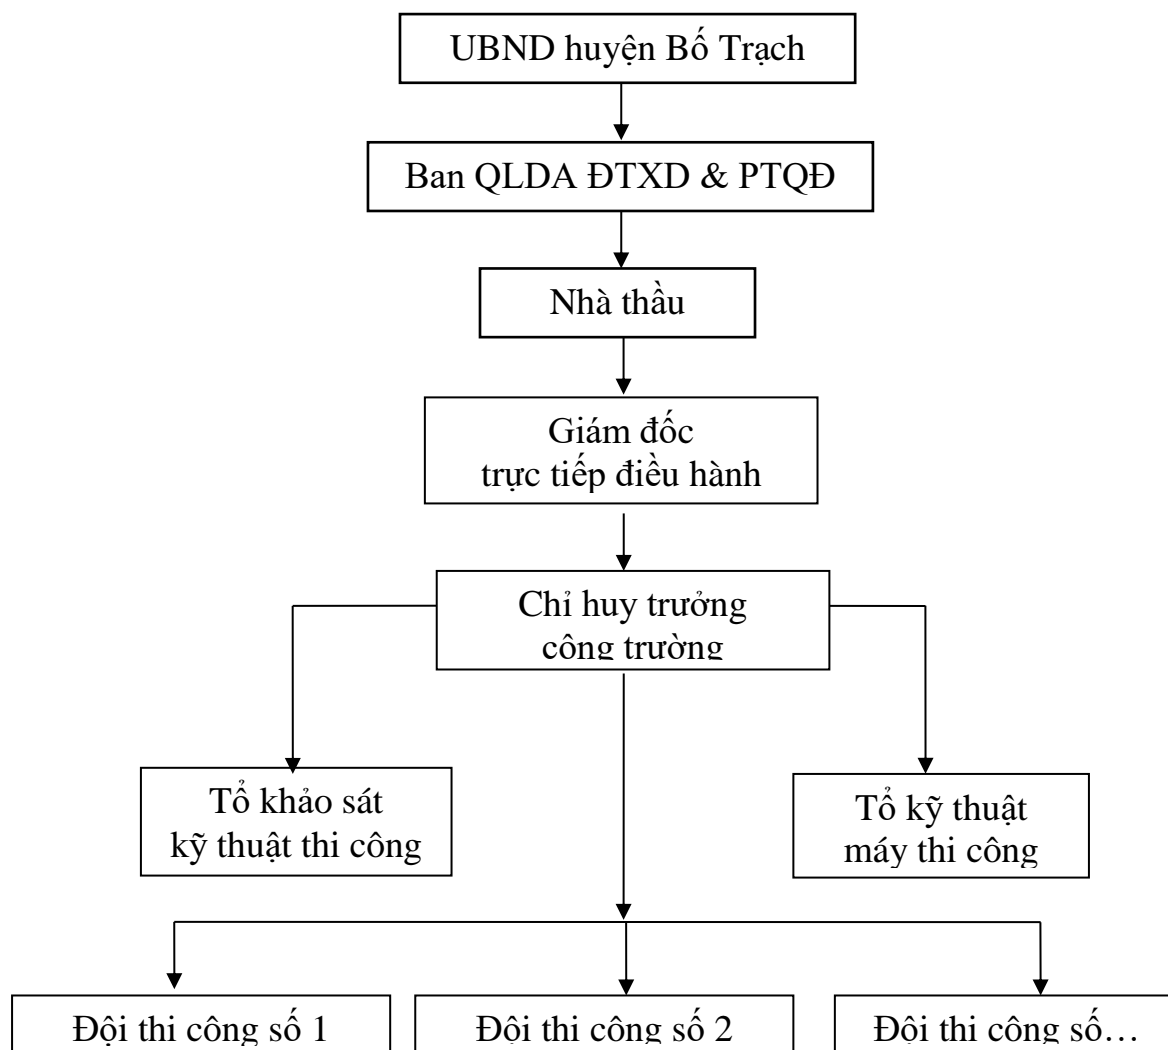 UBND huyện Bố Trạch
Ban QLDA ĐTXD & PTQĐ
Nhà thầu
Giám đốc
trực tiếp điều hành
Chỉ huy trưởng
công trường
Tổ khảo sát
kỹ thuật thi công
Tổ kỹ thuật
máy thi công
Đội thi công số 1
Đội thi công số 2
Đội thi công số…